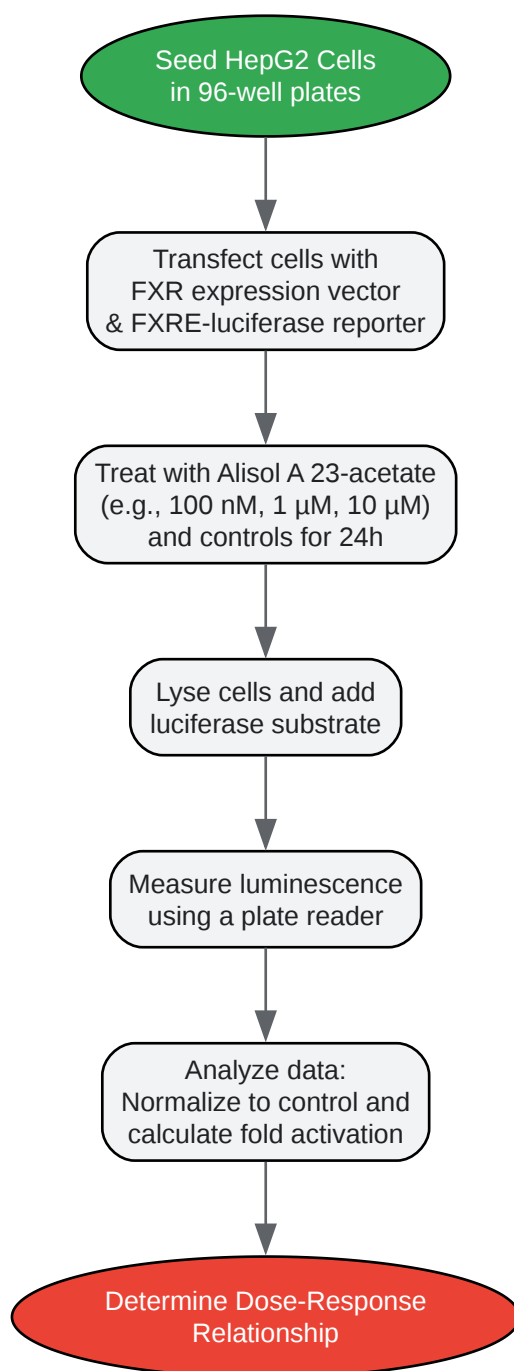 Seed HepG2 Cells
in 96-well plates
Transfect cells with
FXR expression vector
& FXRE-luciferase reporter
Treat with Alisol A 23-acetate
(e.g., 100 nM, 1 µM, 10 µM)
and controls for 24h
Lyse cells and add
luciferase substrate
Measure luminescence
using a plate reader
Analyze data:
Normalize to control and
calculate fold activation
Determine Dose-Response
Relationship